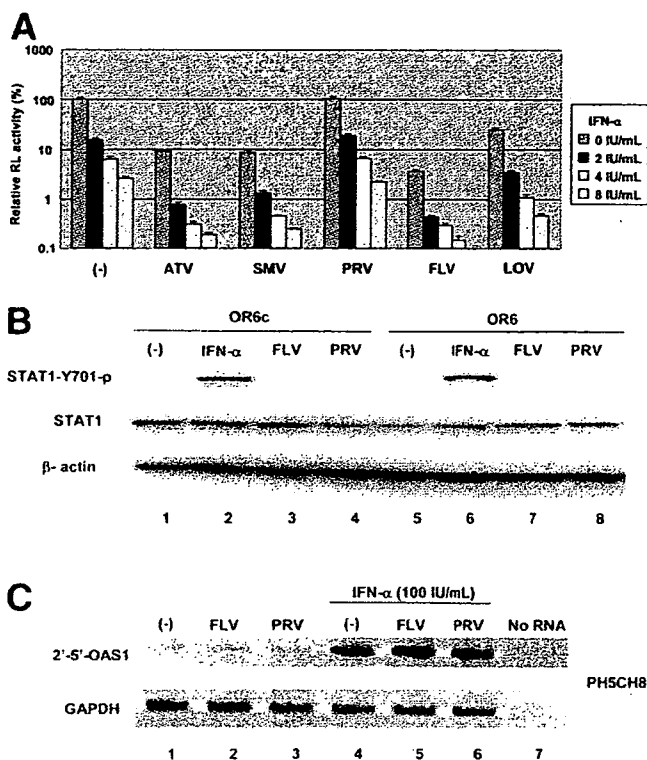 A
Relative RL activity (%)
1000
100
10
1
0.1
(-) ATV SMV PRV FLV LOV
IFN-α
0 IU/mL
2 IU/mL
4 IU/mL
8 IU/mL
B
OR6c OR6
(-) IFN-α FLV PRV (-) IFN-α FLV PRV
STAT1-Y701-p
STAT1
β- actin
1 2 3 4 5 6 7 8
C
IFN-α (100 IU/mL)
(-) FLV PRV (-) FLV PRV No RNA
2'-5'-OAS1
PH5CH8
GAPDH
1 2 3 4 5 6 7